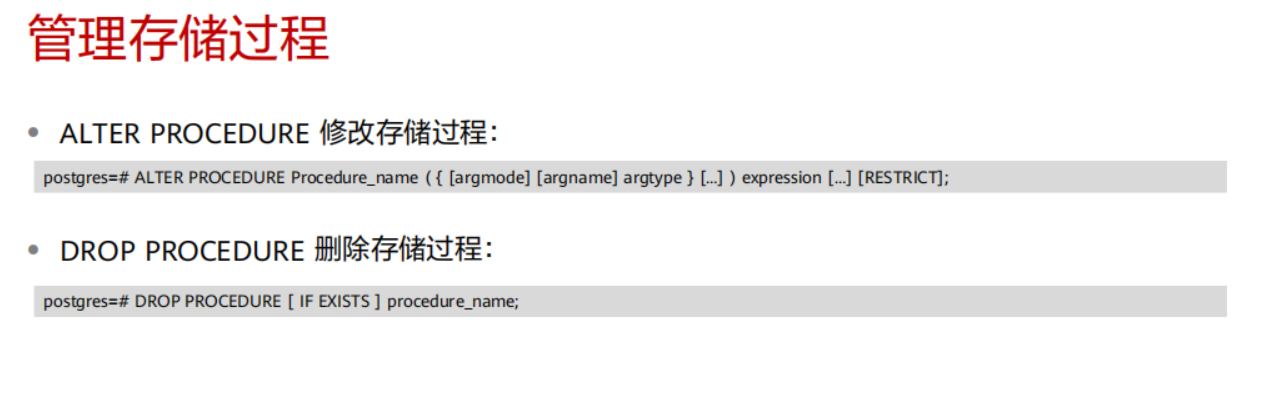 管理存储过程
• ALTER PROCEDURE 修改存储过程：
postgres=# ALTER PROCEDURE Procedure_name ( { [argmode] [argname] argtype } [...] ) expression [...] [RESTRICT];
• DROP PROCEDURE 删除存储过程：
postgres=# DROP PROCEDURE [ IF EXISTS ] procedure_name;